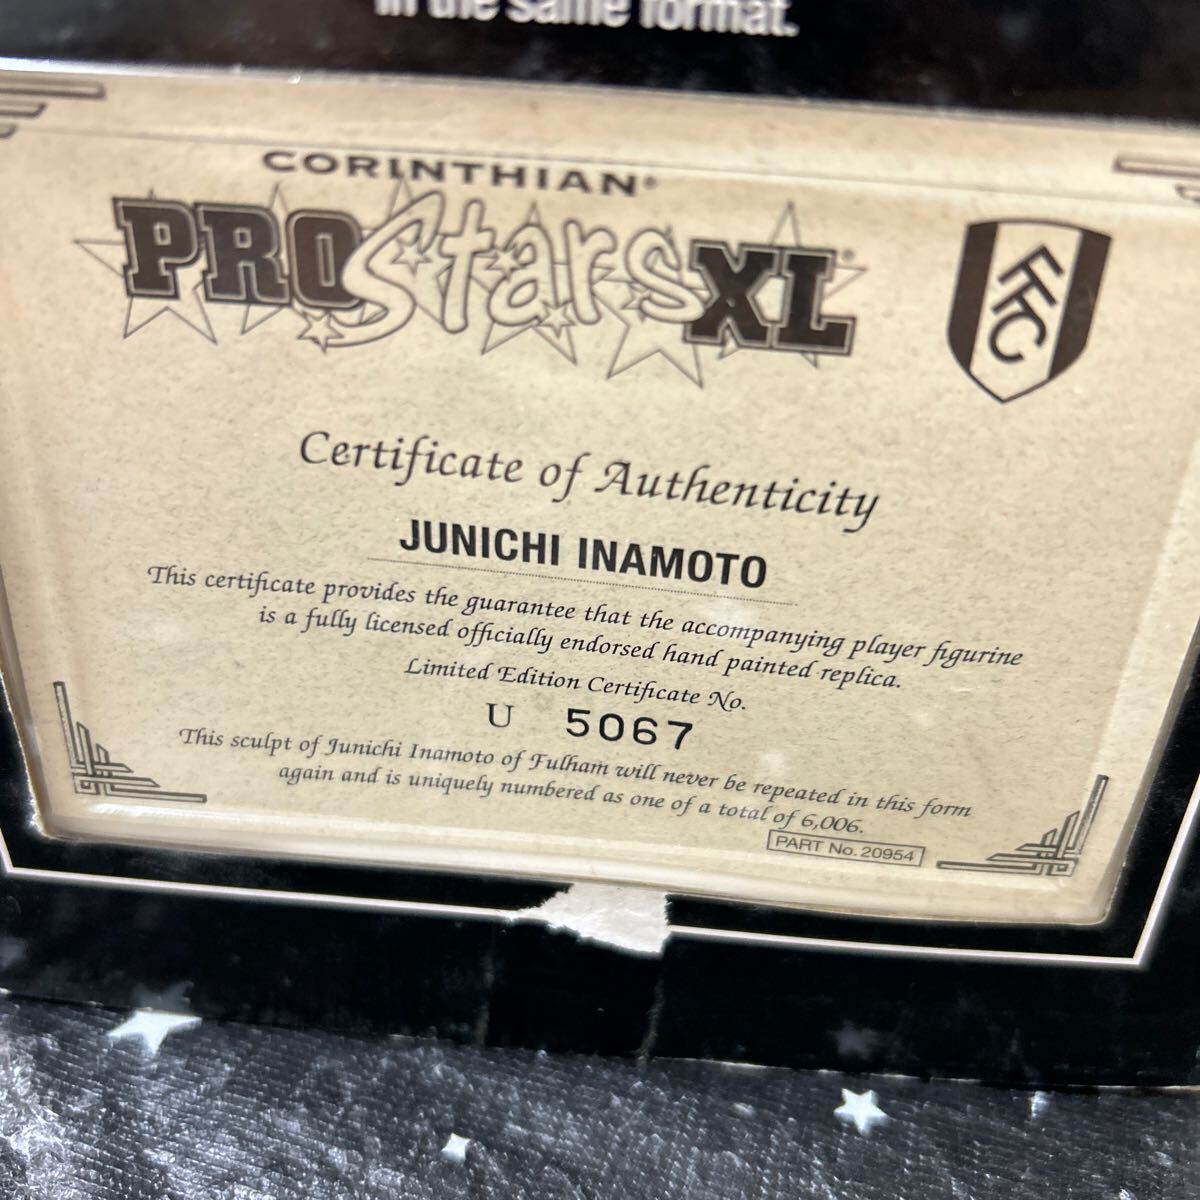 in the same format.
CORINTHIAN®
PROStarsXL®
FFC
Certificate of Authenticity
JUNICHI INAMOTO
This certificate provides the guarantee that the accompanying player figurine
is a fully licensed officially endorsed hand painted replica.
Limited Edition Certificate No.
U 5067
This sculpt of Junichi Inamoto of Fulham will never be repeated in this form
again and is uniquely numbered as one of a total of 6,006.
PART No. 20954